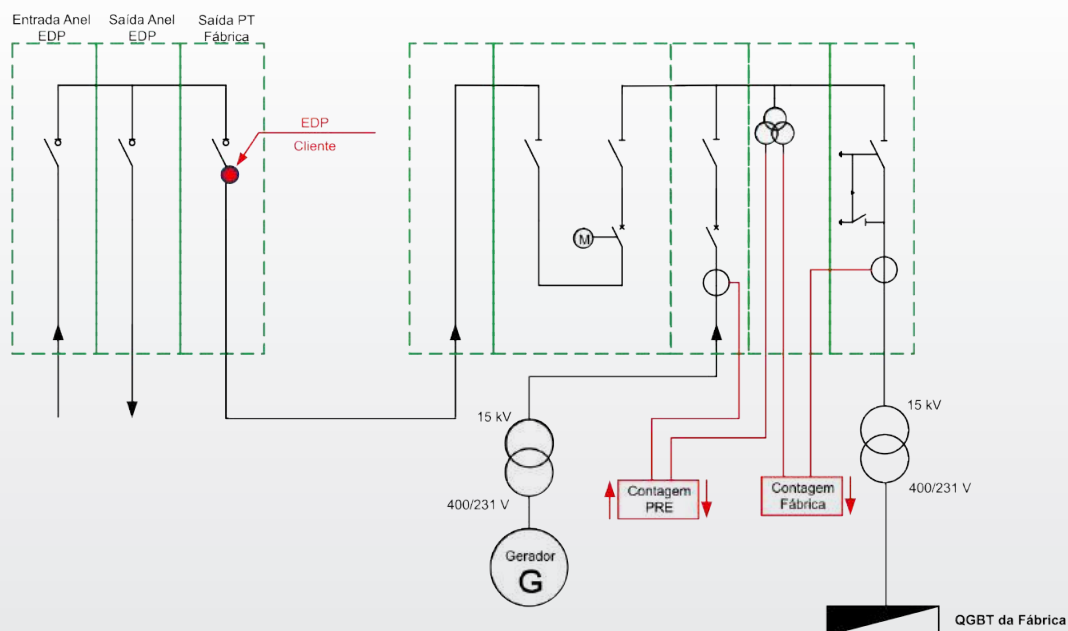 Entrada Anel
EDP
Saída Anel
EDP
Saída PT
Fábrica
EDP
Cliente
M
15 kV
400/231 V
Gerador
G
Contagem
PRE
Contagem
Fábrica
15 kV
400/231 V
QGBT da Fábrica